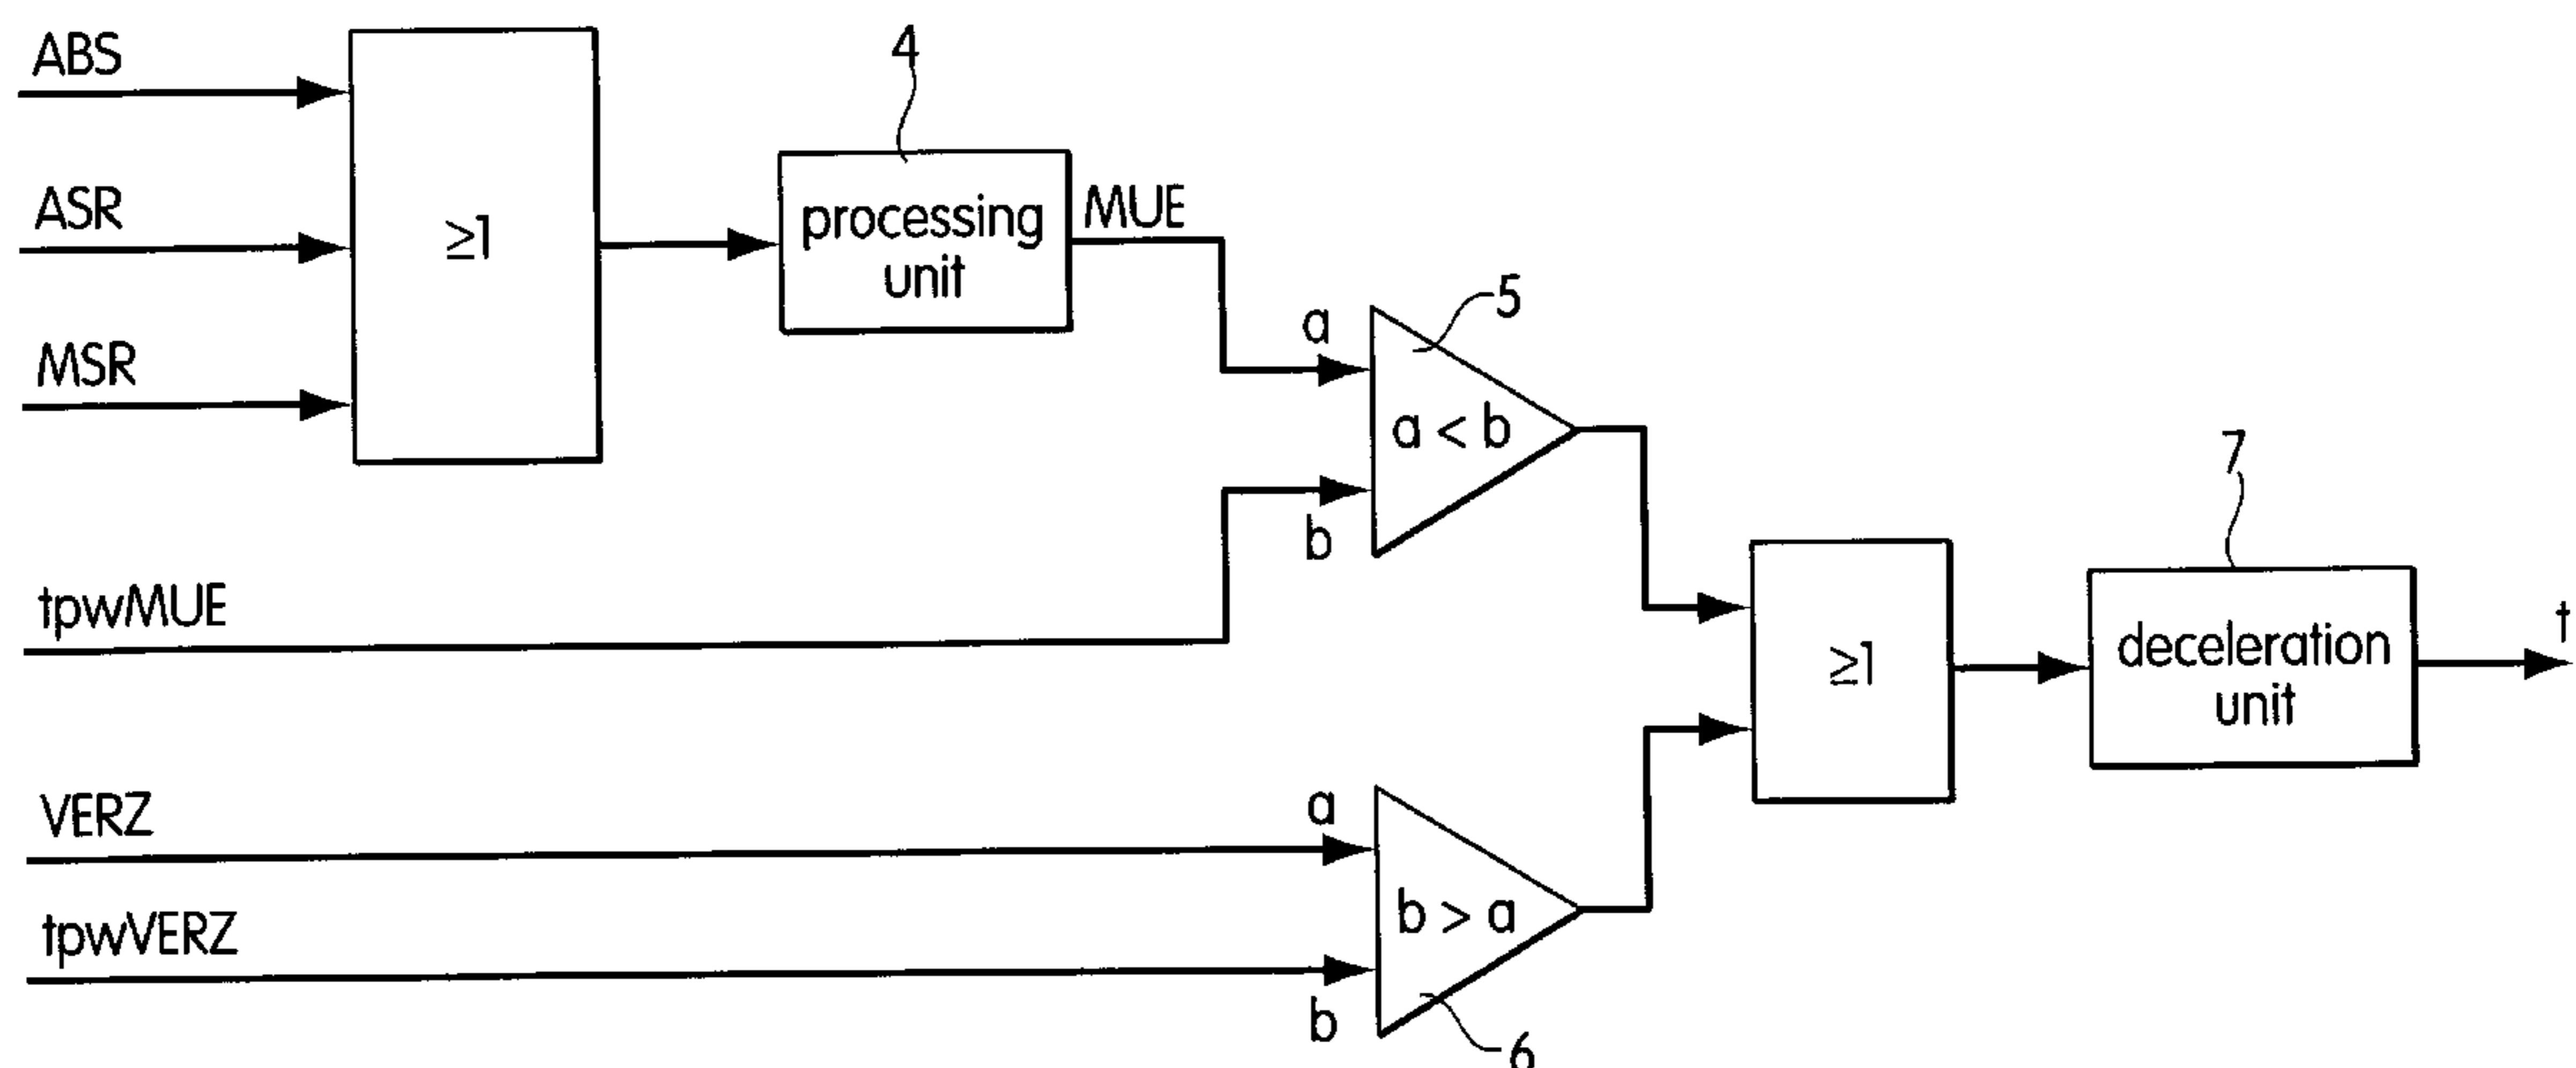 ABS
ASR
MSR
≥1
4
processing
unit
MUE
a
b
5
a < b
tpwMUE
VERZ
tpwVERZ
a
b
b > a
6
≥1
7
deceleration
unit
t